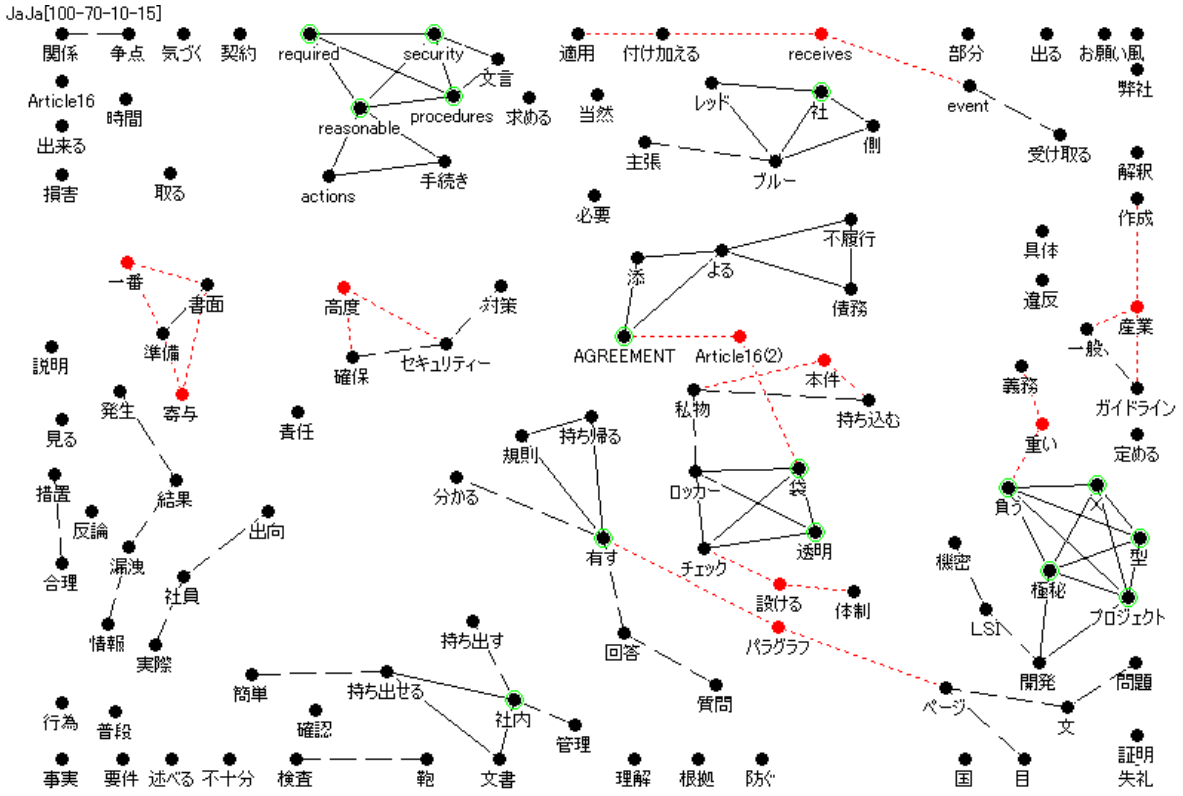 JaJa[100-70-10-15]
関係
争点
気づく
契約
required
security
適用
付け加える
receives
部分
出る
お願い
風
文言
弊社
Article16
時間
reasonable
procedures
求める
当然
レッド
社
event
出来る
主張
側
受け取る
損害
取る
actions
手続き
ブルー
解釈
必要
作成
不履行
具体
一番
書面
高度
対策
添
よる
債務
違反
準備
確保
セキュリティー
AGREEMENT
Article16(2)
一般
産業
説明
本件
義務
発生
寄与
私物
持ち込む
ガイドライン
見る
責任
規則
持ち帰る
重い
定める
措置
結果
分かる
ロッカー
袋
負う
メ
反論
出向
有す
チェック
透明
型
合理
漏洩
社員
機密
極秘
設ける
体制
プロジェクト
情報
実際
持ち出す
回答
パラグラフ
LSI
開発
問題
簡単
持ち出せる
社内
質問
ページ
文
行為
普段
確認
管理
証明
事実
要件
述べる
不十分
検査
鞄
文書
理解
根拠
防ぐ
国
目
失礼